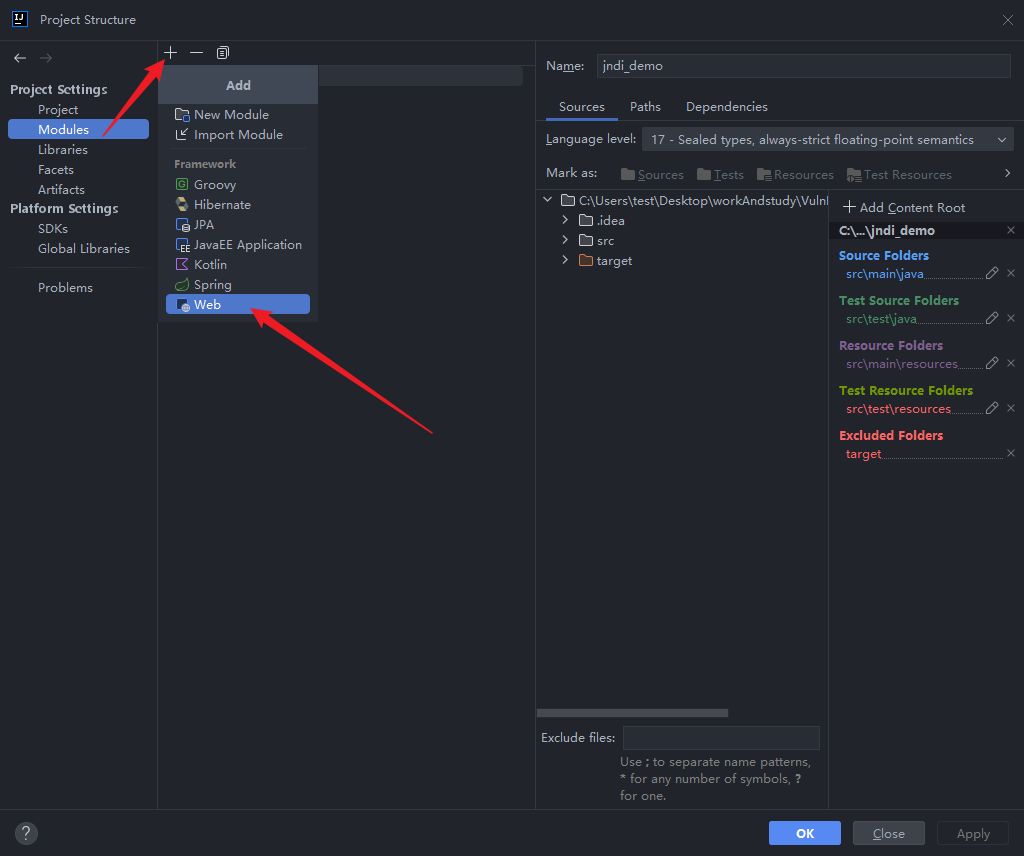 Project Structure
Project Settings
Project
Modules
Libraries
Facets
Artifacts
Platform Settings
SDKs
Global Libraries
Problems
Add
New Module
Import Module
Framework
Groovy
Hibernate
JPA
JavaEE Application
Kotlin
Spring
Web
Name: jndi_demo
Sources Paths Dependencies
Language level: 17 - Sealed types, always-strict floating-point semantics
Mark as: Sources Tests Resources Test Resources
C:\Users\test\Desktop\workAndstudy\Vuln
.idea
src
target
Add Content Root
C:\...\jndi_demo
Source Folders
src\main\java
Test Source Folders
src\test\java
Resource Folders
src\main\resources
Test Resource Folders
src\test\resources
Excluded Folders
target
Exclude files:
Use ; to separate name patterns,
* for any number of symbols, ?
for one.
?
OK Close Apply